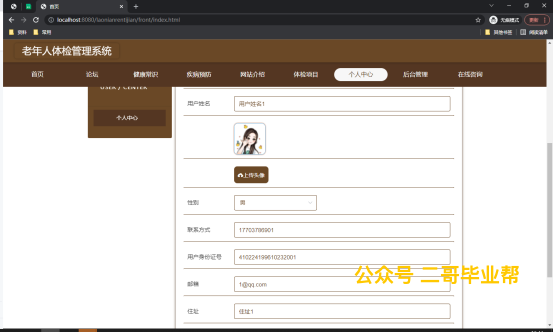 首页
localhost:8080/laonianrentijian/front/index.html
无痕模式
更新
资料 常用
其他书签 阅读清单
老年人体检管理系统
首页 论坛 健康常识 疾病预防 网站介绍 体检项目 个人中心 后台管理 在线咨询
USER / CENTER
个人中心
用户姓名 用户姓名1
上传头像
性别 男
联系方式 17703786901
用户身份证号 410224199610232001
公众号 二哥毕业帮
邮箱 1@qq.com
住址 住址1